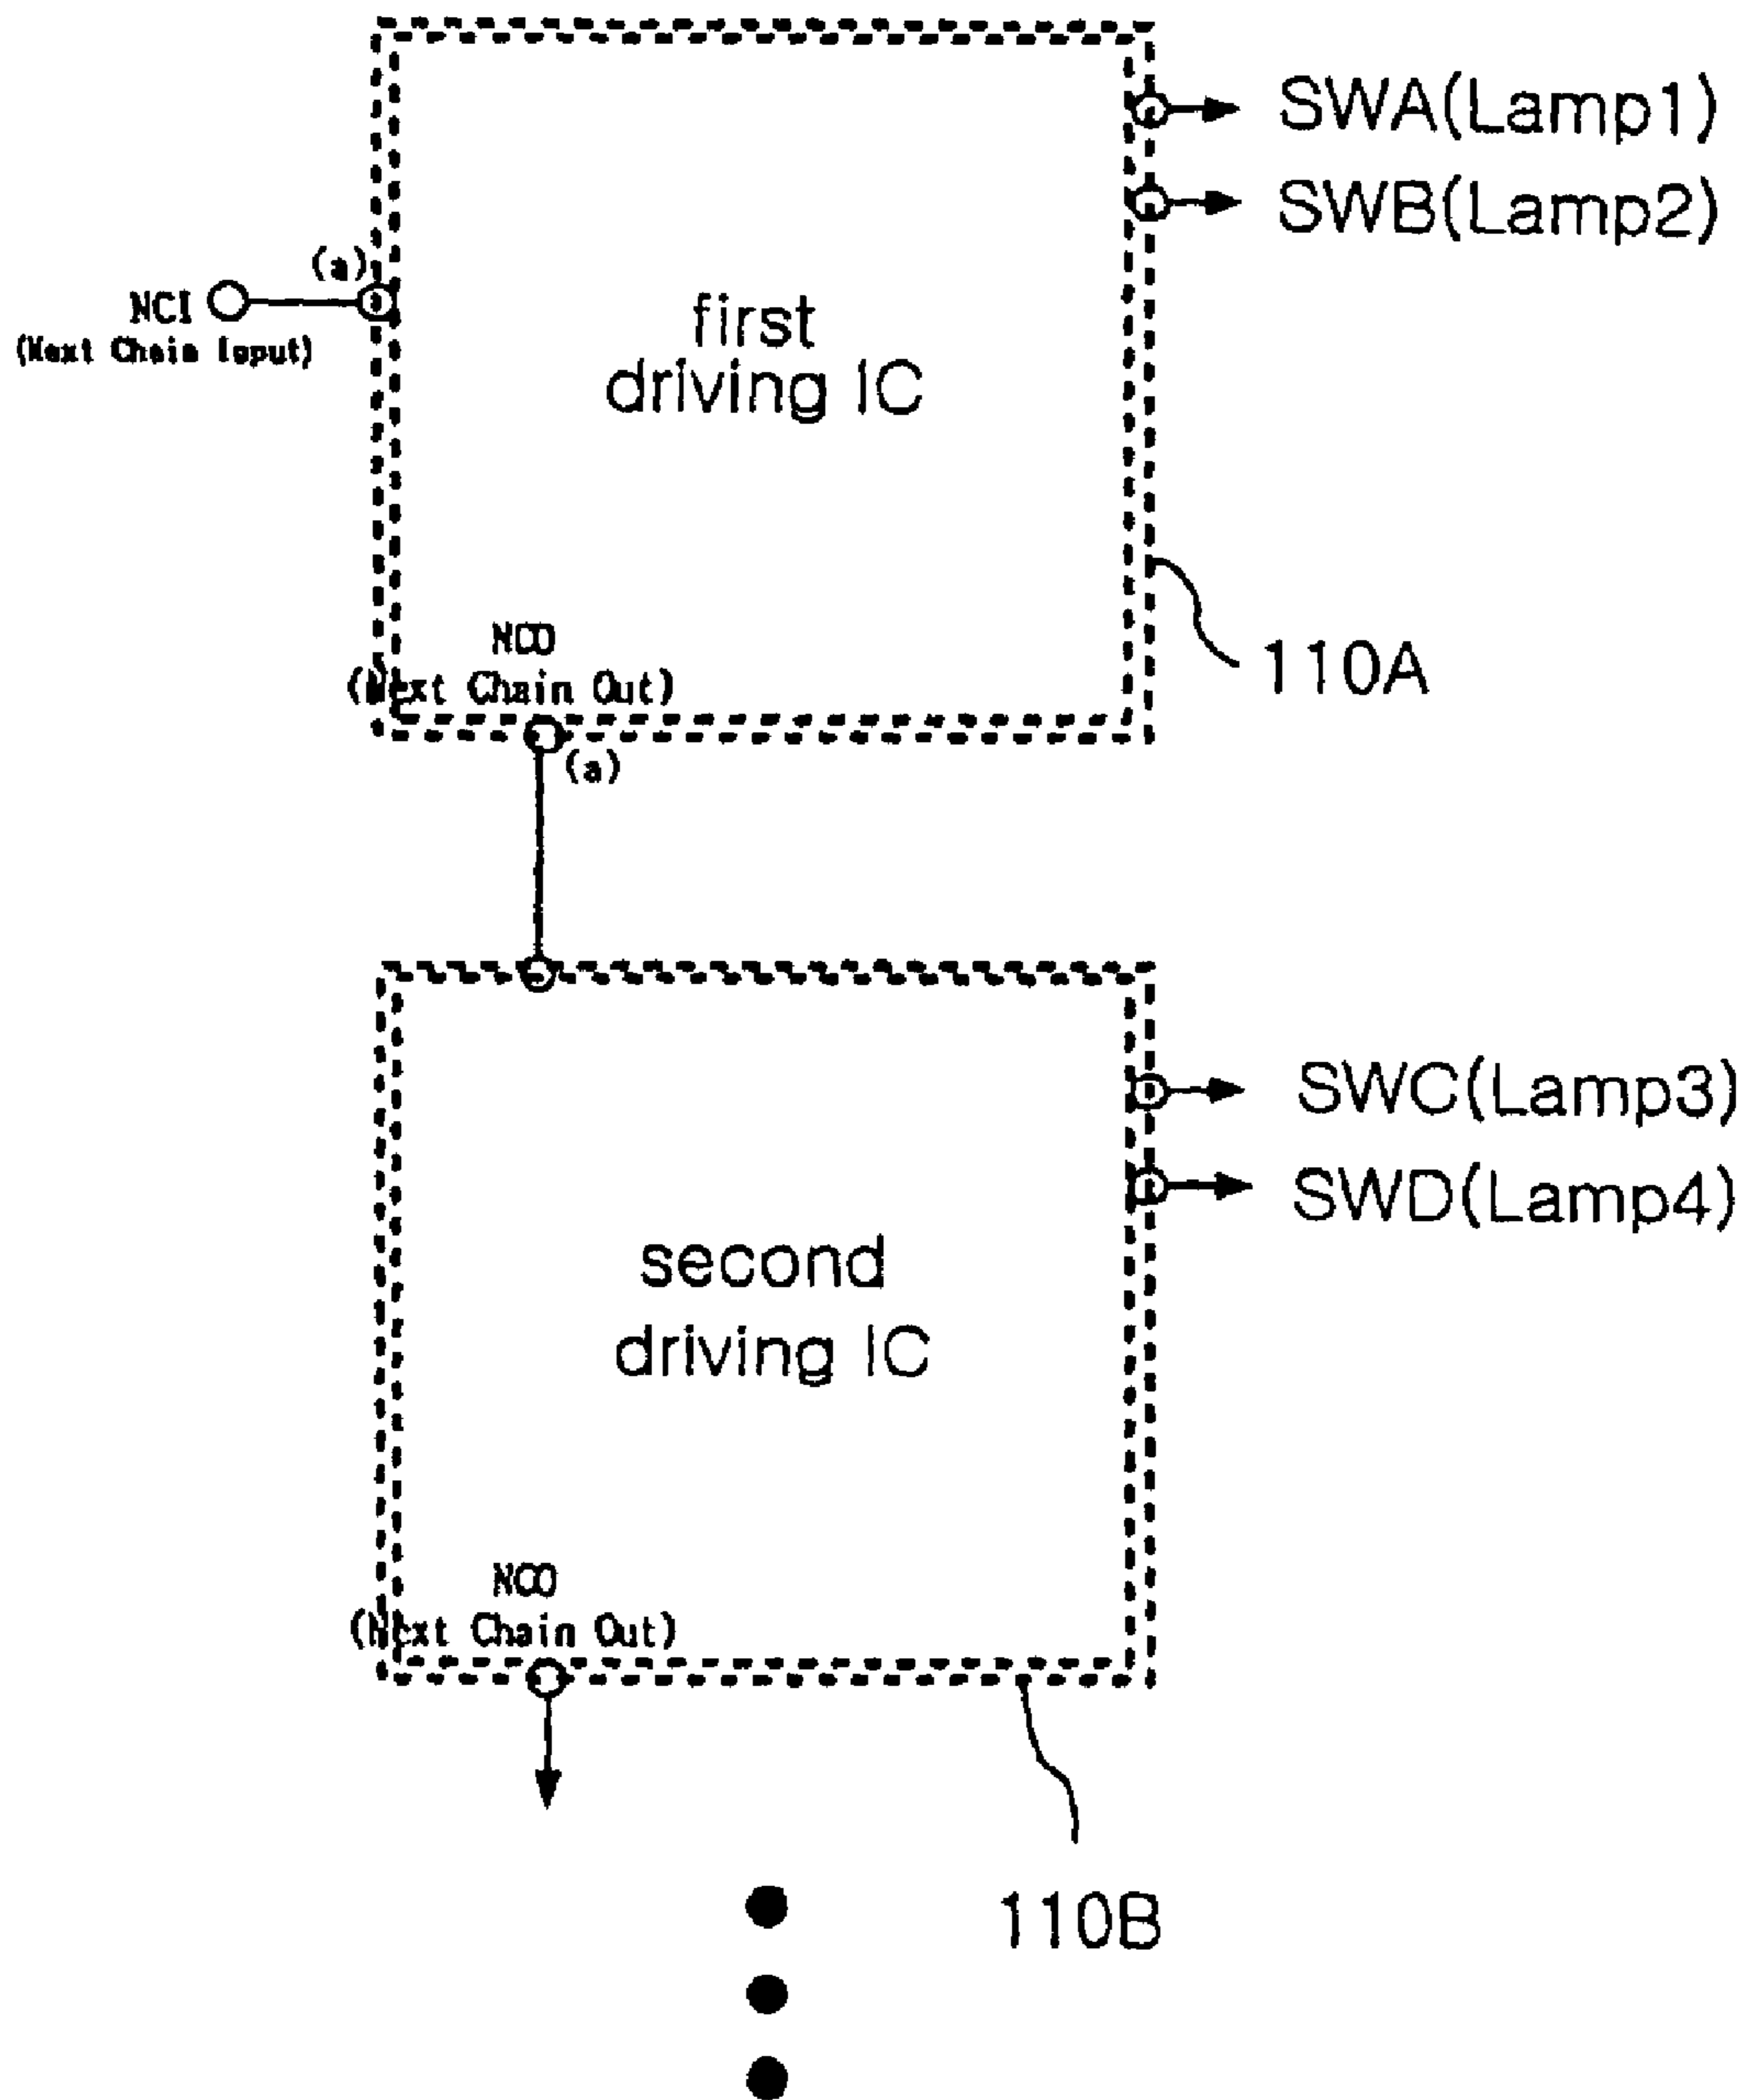 SWA(Lamp1)
SWB(Lamp2)
(a)
NCI
(Next Chain Input)
first
driving IC
NCO
(Next Chain Out)
(a)
110A
SWC(Lamp3)
SWD(Lamp4)
second
driving IC
NCO
(Next Chain Out)
110B